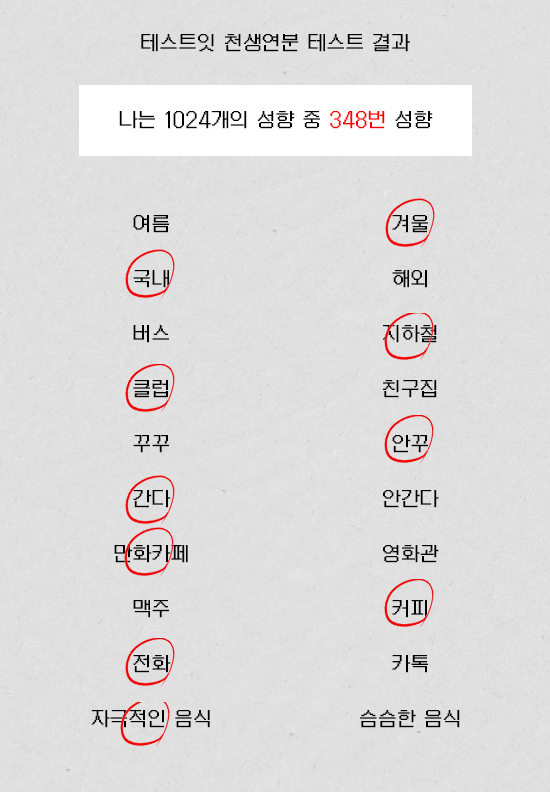 테스트잇 천생연분 테스트 결과
나는 1024개의 성향 중 348번 성향
여름 겨울
국내 해외
버스 지하철
클럽 친구집
꾸꾸 안꾸
간다 안간다
만화카페 영화관
맥주 커피
전화 카톡
자극적인 음식 슴슴한 음식